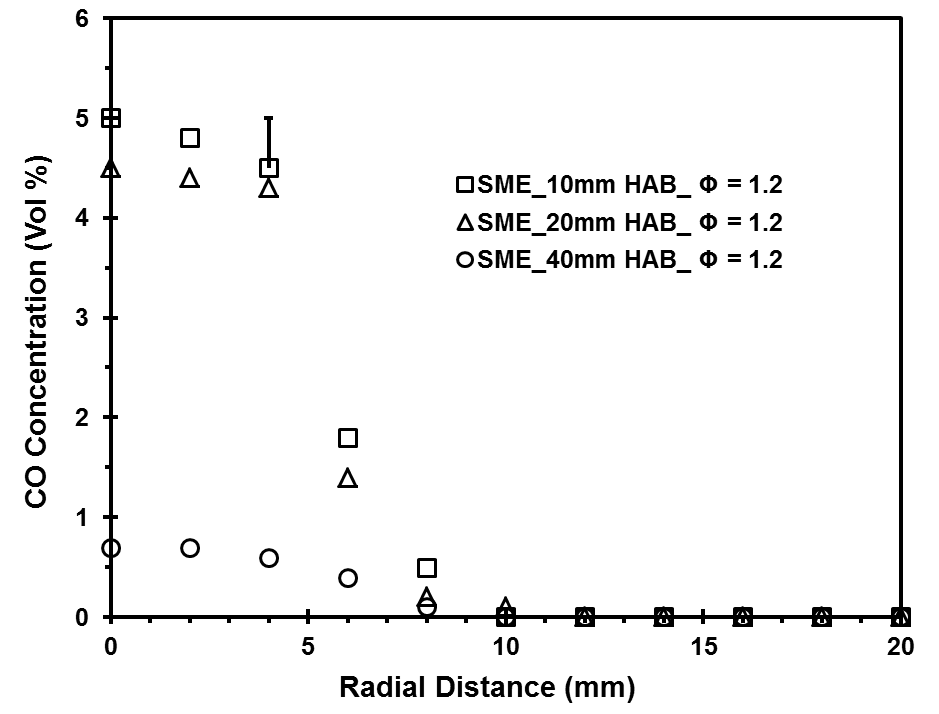 6
5
4
3
2
1
0
CO Concentration (Vol %)
SME_10mm HAB_ Φ = 1.2
SME_20mm HAB_ Φ = 1.2
SME_40mm HAB_ Φ = 1.2
0 5 10 15 20
Radial Distance (mm)